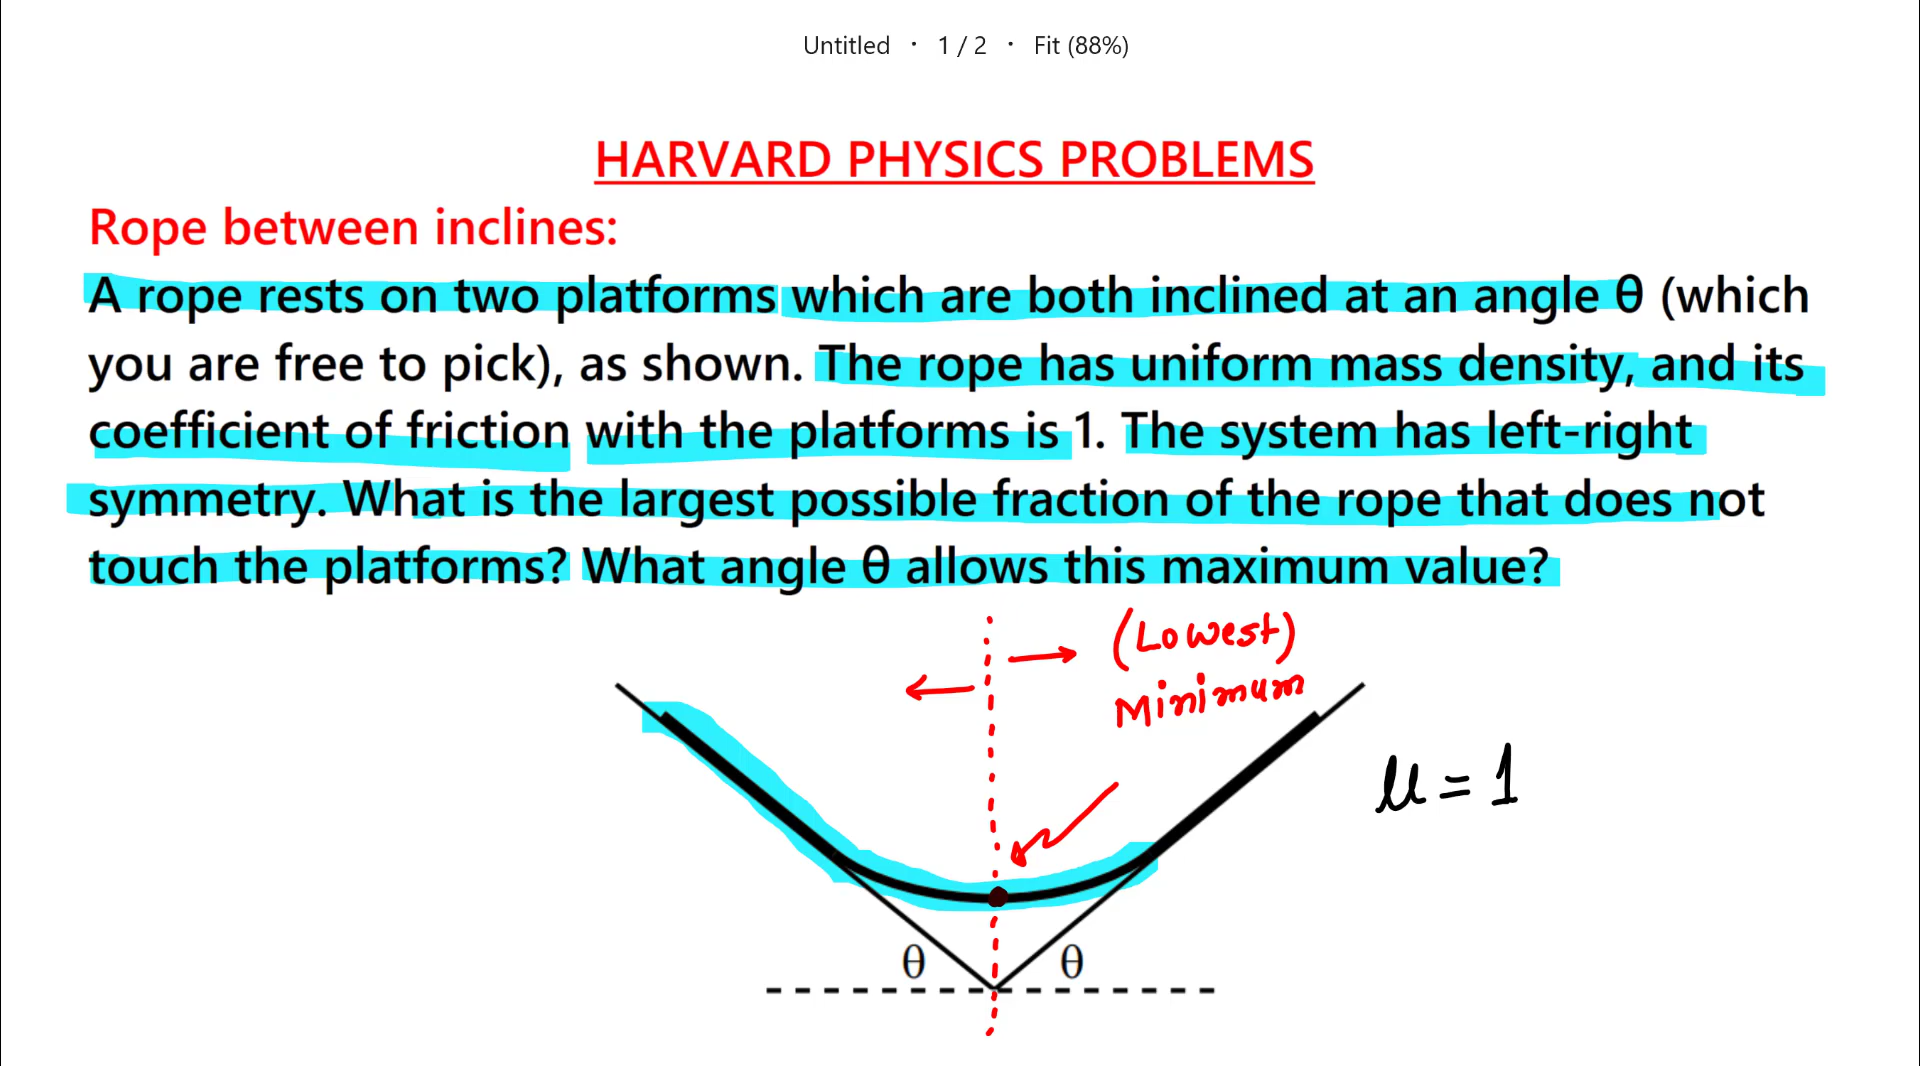 Untitled · 1 / 2 · Fit (88%)
HARVARD PHYSICS PROBLEMS
Rope between inclines:
A rope rests on two platforms which are both inclined at an angle θ (which
you are free to pick), as shown. The rope has uniform mass density, and its
coefficient of friction with the platforms is 1. The system has left-right
symmetry. What is the largest possible fraction of the rope that does not
touch the platforms? What angle θ allows this maximum value?
(Lowest)
Minimum
μ = 1
θ θ